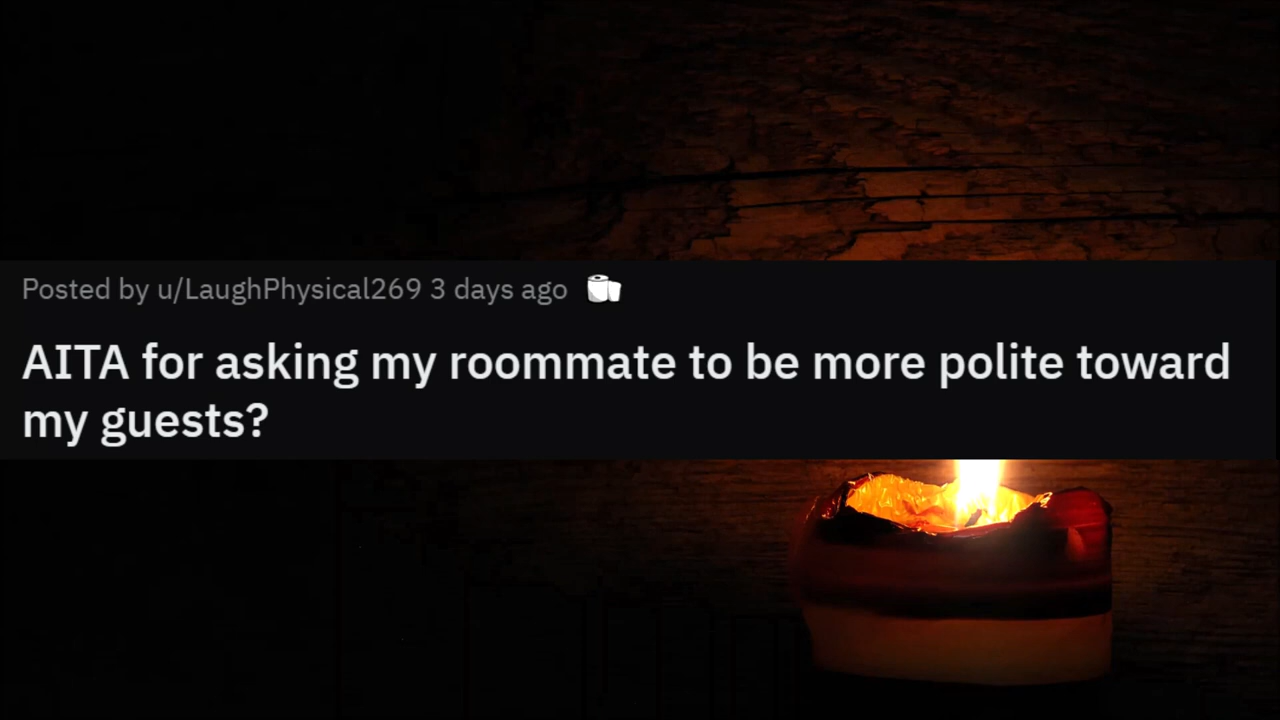 Posted by u/LaughPhysical269 3 days ago
AITA for asking my roommate to be more polite toward
my guests?